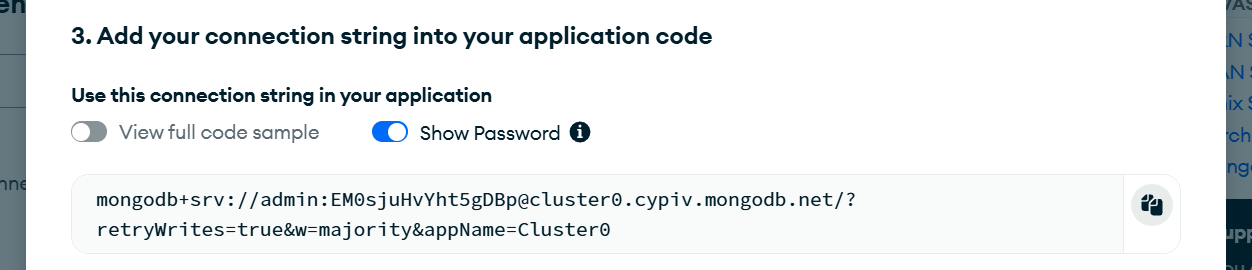 3. Add your connection string into your application code
Use this connection string in your application
View full code sample
Show Password
mongodb+srv://admin:EM0sjuHvYht5gDBp@cluster0.cypiv.mongodb.net/?
retryWrites=true&w=majority&appName=Cluster0